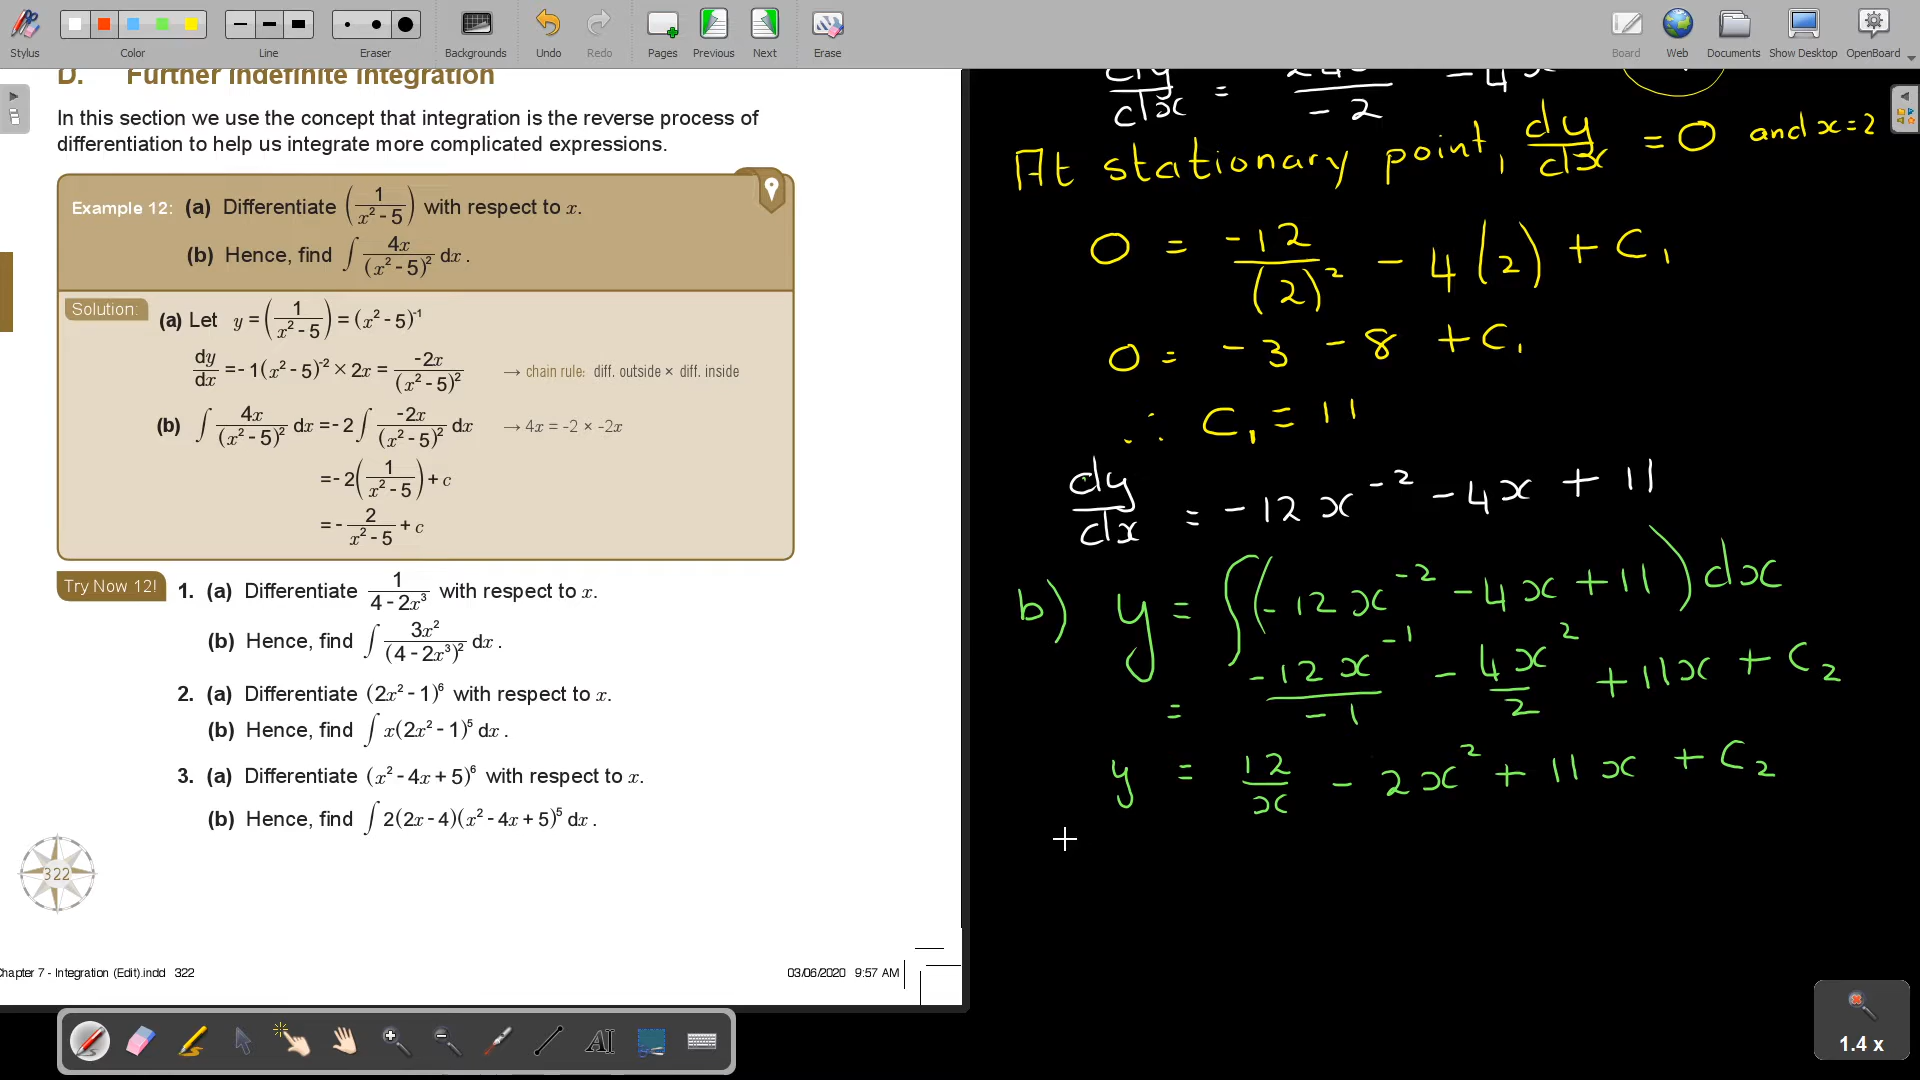 Stylus Color Line Eraser Backgrounds Undo Redo Pages Previous Next Erase Board Web Documents Show Desktop OpenBoard
D. Further Indefinite Integration
In this section we use the concept that integration is the reverse process of
differentiation to help us integrate more complicated expressions.
Example 12: (a) Differentiate (1/(x² - 5)) with respect to x.
(b) Hence, find ∫ 4x/(x² - 5)² dx.
Solution:
(a) Let y = (1/(x² - 5)) = (x² - 5)⁻¹
dy/dx = - 1(x² - 5)⁻² × 2x = -2x/(x² - 5)² → chain rule: diff. outside × diff. inside
(b) ∫ 4x/(x² - 5)² dx = - 2 ∫ -2x/(x² - 5)² dx → 4x = -2 × -2x
= - 2(1/(x² - 5)) + c
= - 2/(x² - 5) + c
Try Now 12!
1. (a) Differentiate 1/(4 - 2x³) with respect to x.
(b) Hence, find ∫ 3x²/(4 - 2x³)² dx.
2. (a) Differentiate (2x² - 1)⁶ with respect to x.
(b) Hence, find ∫ x(2x² - 1)⁵ dx.
3. (a) Differentiate (x² - 4x + 5)⁶ with respect to x.
(b) Hence, find ∫ 2(2x - 4)(x² - 4x + 5)⁵ dx.
322
Chapter 7 - Integration (Edit).indd 322
03/06/2020 9:57 AM
At stationary point, dy/dx = 0 and x = 2
0 = -12/(2)² - 4(2) + C₁
0 = -3 - 8 + C₁
∴ C₁ = 11
dy/dx = -12x⁻² - 4x + 11
b) y = ∫(-12x⁻² - 4x + 11) dx
= -12x⁻¹/-1 - 4x²/2 + 11x + C₂
y = 12/x - 2x² + 11x + C₂
1.4 x